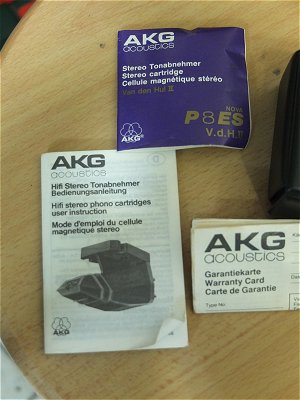 AKG
acoustics
Stereo Tonabnehmer
Stereo cartridge
Cellule magnétique stéréo
Van den Hul II
NOVA
P8ES
V.d.H II
AKG
AKG
acoustics
Hifi Stereo Tonabnehmer
Bedienungsanleitung
Hifi stereo phono cartridges
user instruction
Mode d'emploi du cellule
magnetique stereo
AKG
AKG
acoustics
Garantiekarte
Warranty Card
Carte de Garantie
Type No.